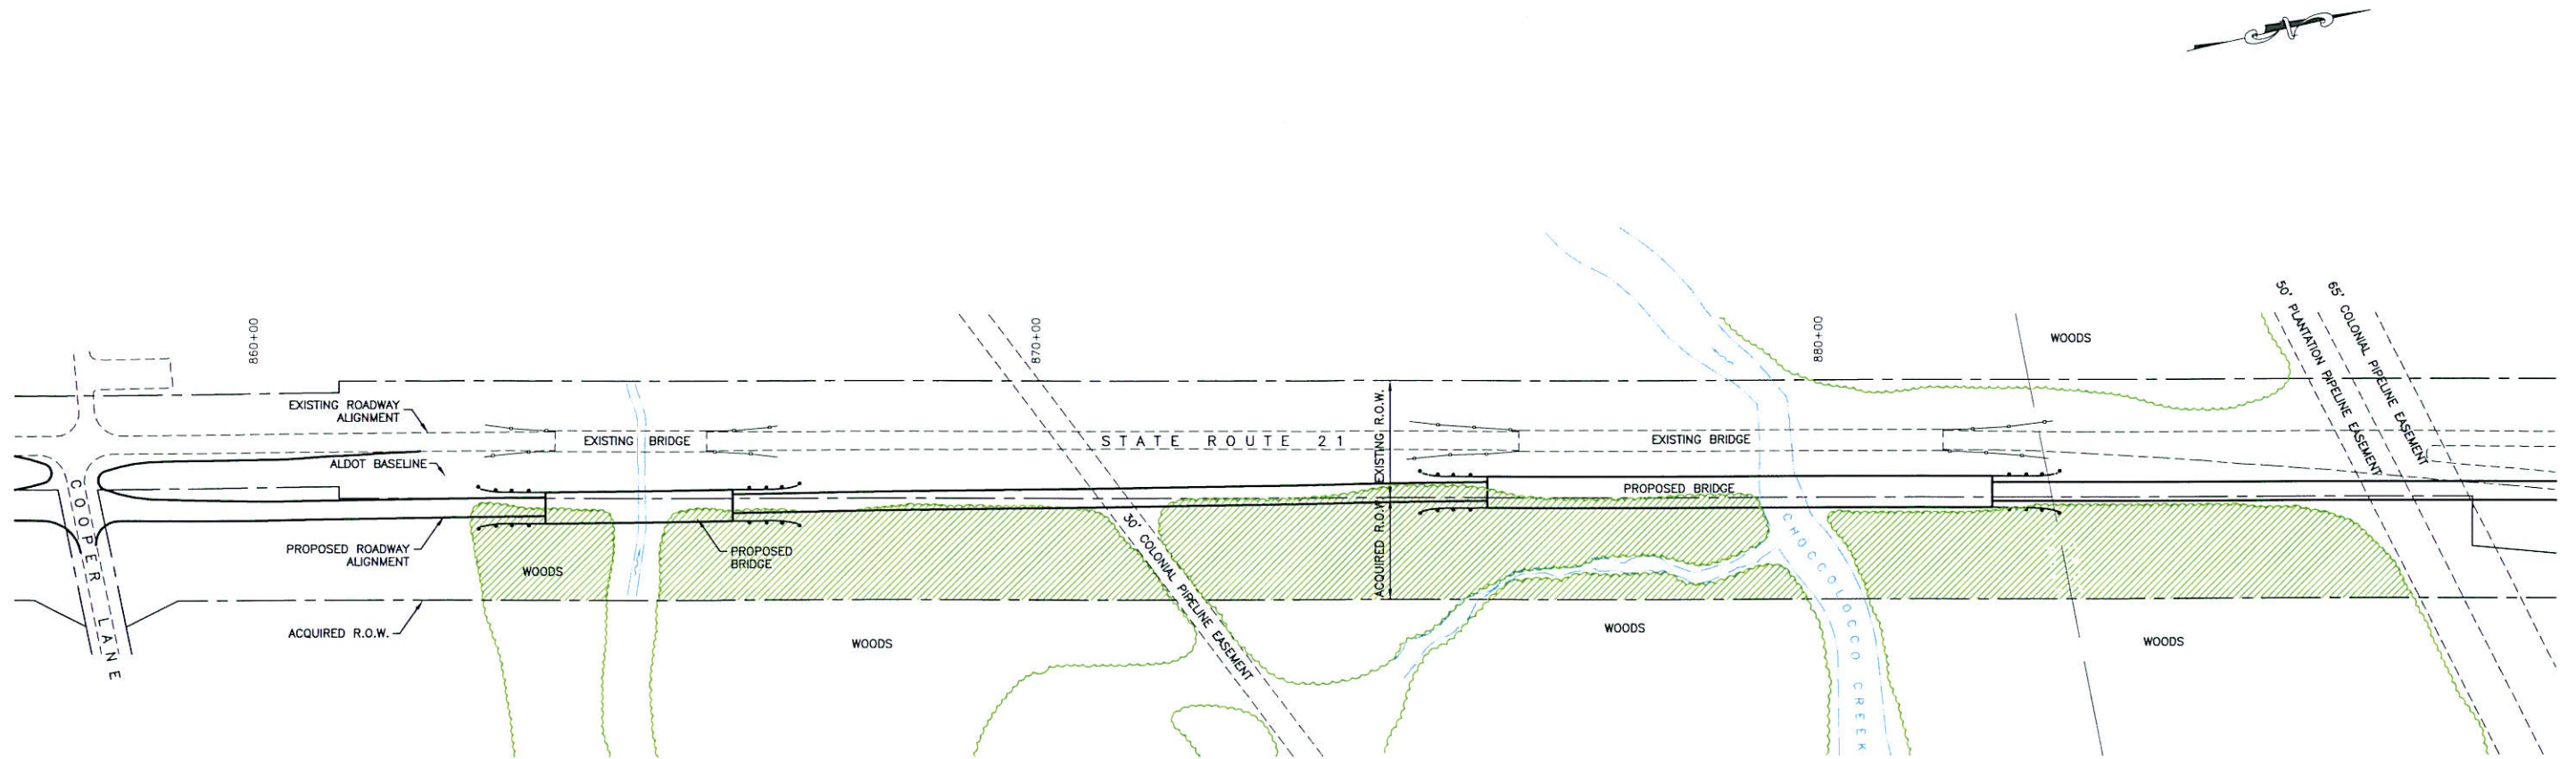 860+00
870+00
880+00
WOODS
50' PLANTATION PIPELINE EASEMENT
65' COLONIAL PIPELINE EASEMENT
EXISTING ROADWAY
ALIGNMENT
EXISTING BRIDGE
STATE ROUTE 21
EXISTING R.O.W.
EXISTING BRIDGE
ALDOT BASELINE
PROPOSED BRIDGE
COOPER LANE
PROPOSED ROADWAY
ALIGNMENT
WOODS
PROPOSED
BRIDGE
30' COLONIAL PIPELINE EASEMENT
ACQUIRED R.O.W.
CHOCCOLOCCO CREEK
ACQUIRED R.O.W.
WOODS
WOODS
WOODS